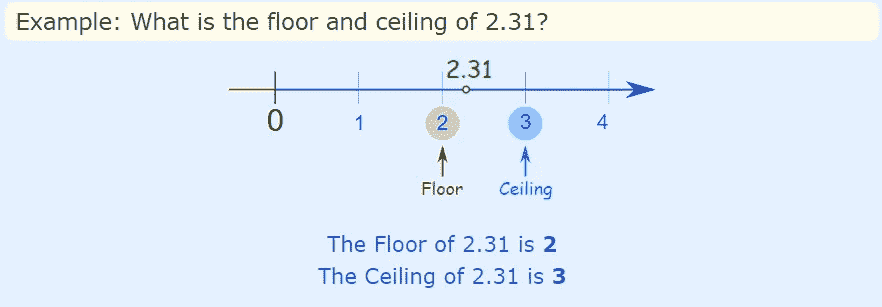 Example: What is the floor and ceiling of 2.31?
2.31
0 1 2 3 4
Floor Ceiling
The Floor of 2.31 is 2
The Ceiling of 2.31 is 3